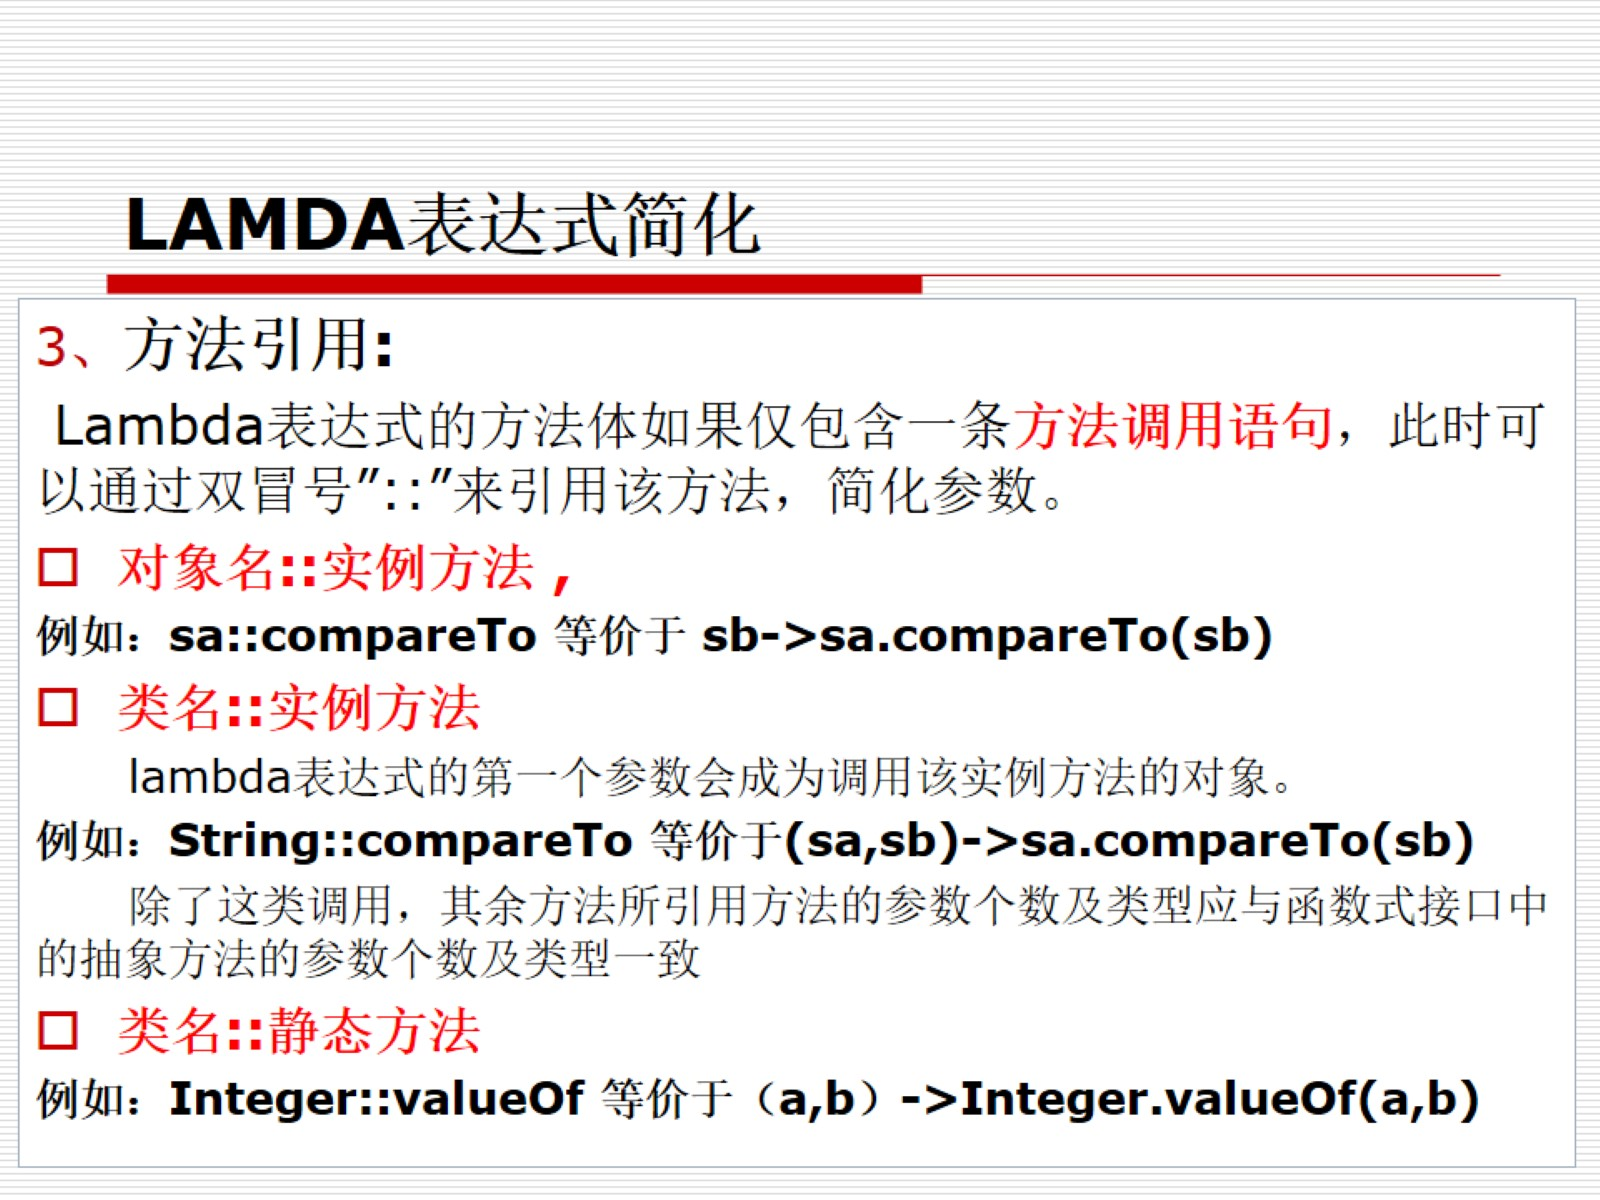 LAMDA表达式简化
3、方法引用:
Lambda表达式的方法体如果仅包含一条方法调用语句，此时可
以通过双冒号”::”来引用该方法，简化参数。
对象名::实例方法 ,
例如：sa::compareTo 等价于 sb->sa.compareTo(sb)
类名::实例方法
lambda表达式的第一个参数会成为调用该实例方法的对象。
例如：String::compareTo 等价于(sa,sb)->sa.compareTo(sb)
除了这类调用，其余方法所引用方法的参数个数及类型应与函数式接口中
的抽象方法的参数个数及类型一致
类名::静态方法
例如：Integer::valueOf 等价于（a,b）->Integer.valueOf(a,b)